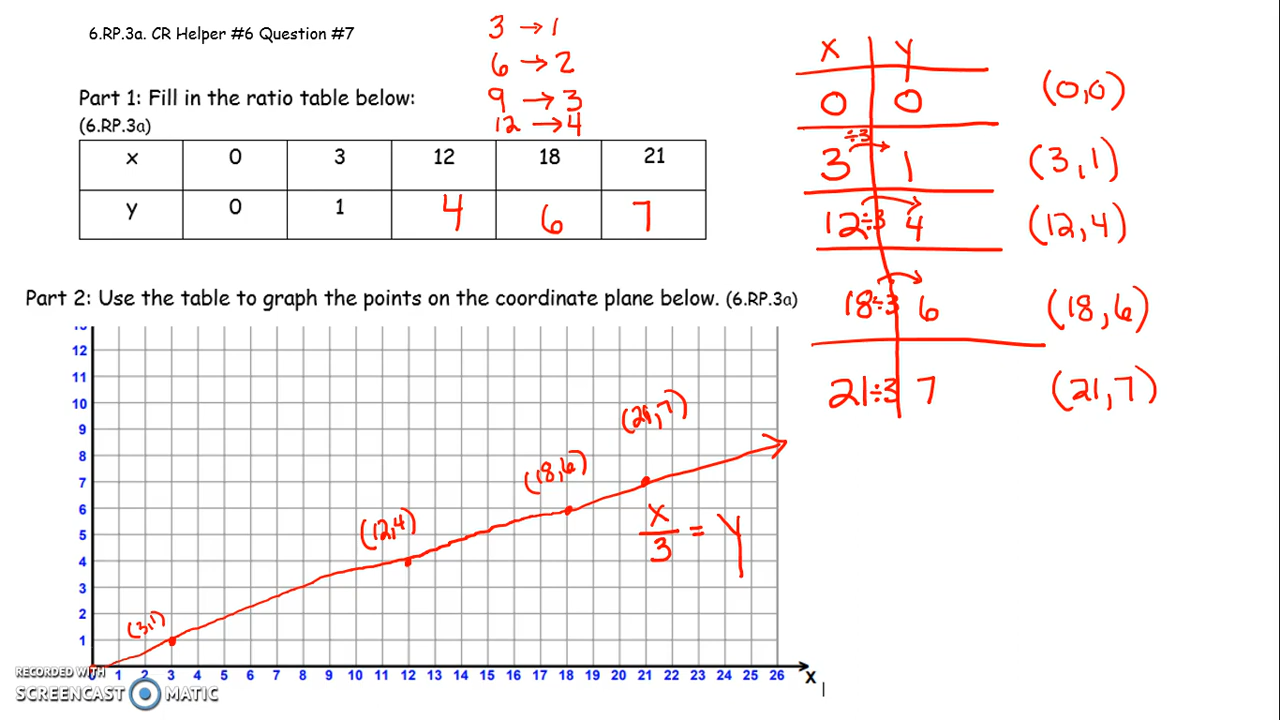 6.RP.3a. CR Helper #6 Question #7
3 → 1
6 → 2
9 → 3
12 → 4
Part 1: Fill in the ratio table below:
(6.RP.3a)
x 0 3 12 18 21
y 0 1 4 6 7
X Y
0 0 (0,0)
÷3
3 1 (3,1)
12÷3 4 (12,4)
18÷3 6 (18,6)
21÷3 7 (21,7)
Part 2: Use the table to graph the points on the coordinate plane below. (6.RP.3a)
13
12
11
10
9
8
7
6
5
4
3
2
1
(21,7)
(18,6)
(12,4)
(3,1)
x/3 = y
1 2 3 4 5 6 7 8 9 10 11 12 13 14 15 16 17 18 19 20 21 22 23 24 25 26 X
RECORDED WITH
SCREENCAST MATIC